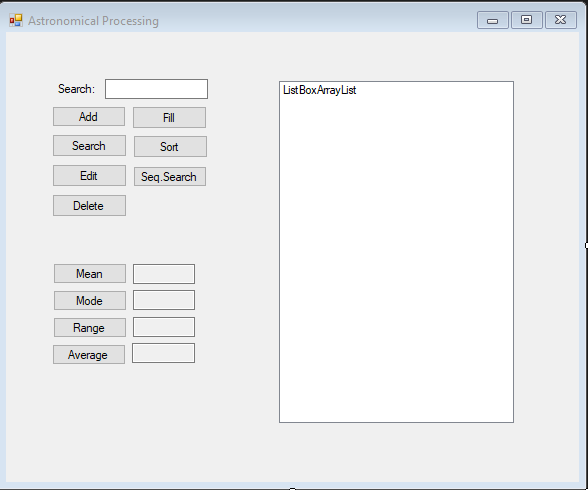 Astronomical Processing
Search:
ListBoxArrayList
Add Fill
Search Sort
Edit Seq.Search
Delete
Mean
Mode
Range
Average